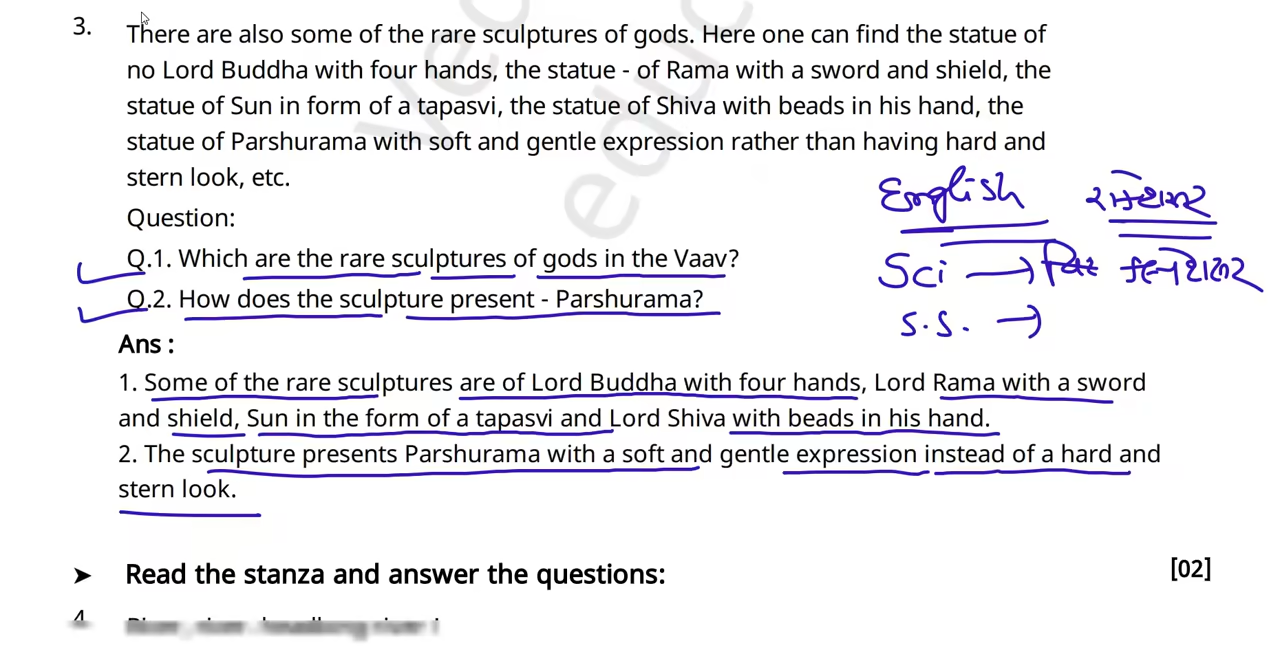 3.
There are also some of the rare sculptures of gods. Here one can find the statue of
no Lord Buddha with four hands, the statue - of Rama with a sword and shield, the
statue of Sun in form of a tapasvi, the statue of Shiva with beads in his hand, the
statue of Parshurama with soft and gentle expression rather than having hard and
stern look, etc.
English
Question:
Q.1. Which are the rare sculptures of gods in the Vaav?
Sci →
Q.2. How does the sculpture present - Parshurama?
S.S. →
Ans :
1. Some of the rare sculptures are of Lord Buddha with four hands, Lord Rama with a sword
and shield, Sun in the form of a tapasvi and Lord Shiva with beads in his hand.
2. The sculpture presents Parshurama with a soft and gentle expression instead of a hard and
stern look.
➤ Read the stanza and answer the questions: [02]